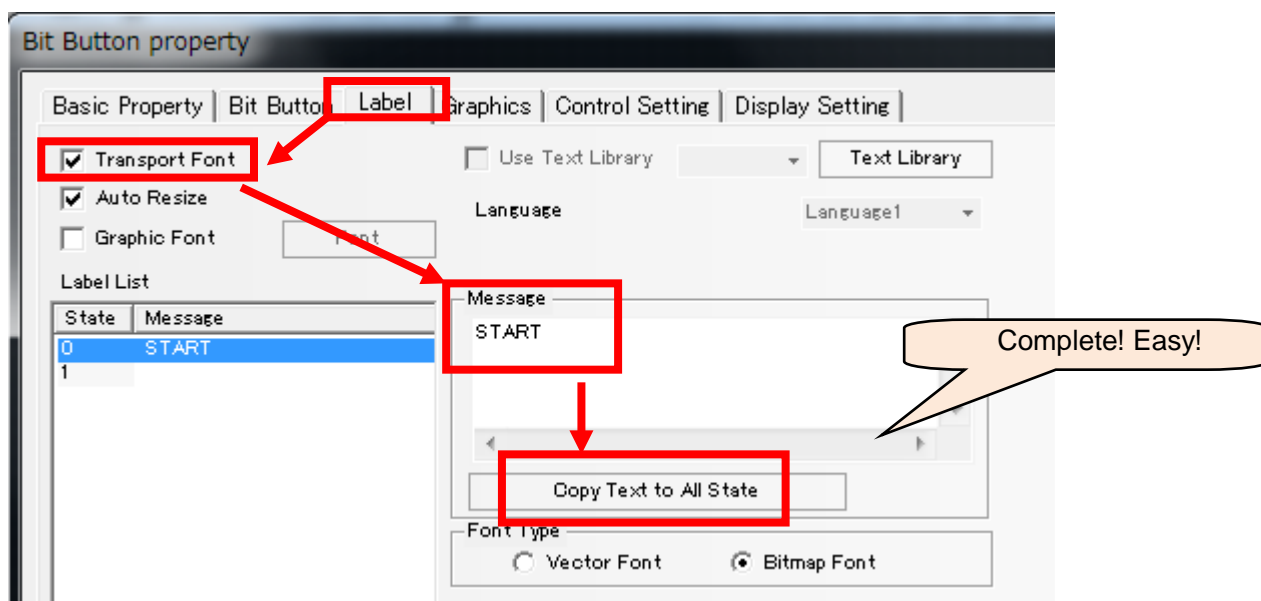 Bit Button property
Basic Property Bit Button Label Graphics Control Setting Display Setting
Transport Font
Use Text Library
Text Library
Auto Resize
Language
Language1
Graphic Font
Font
Label List
State Message
0 START
1
Message
START
Complete! Easy!
Copy Text to All State
Font Type
Vector Font
Bitmap Font